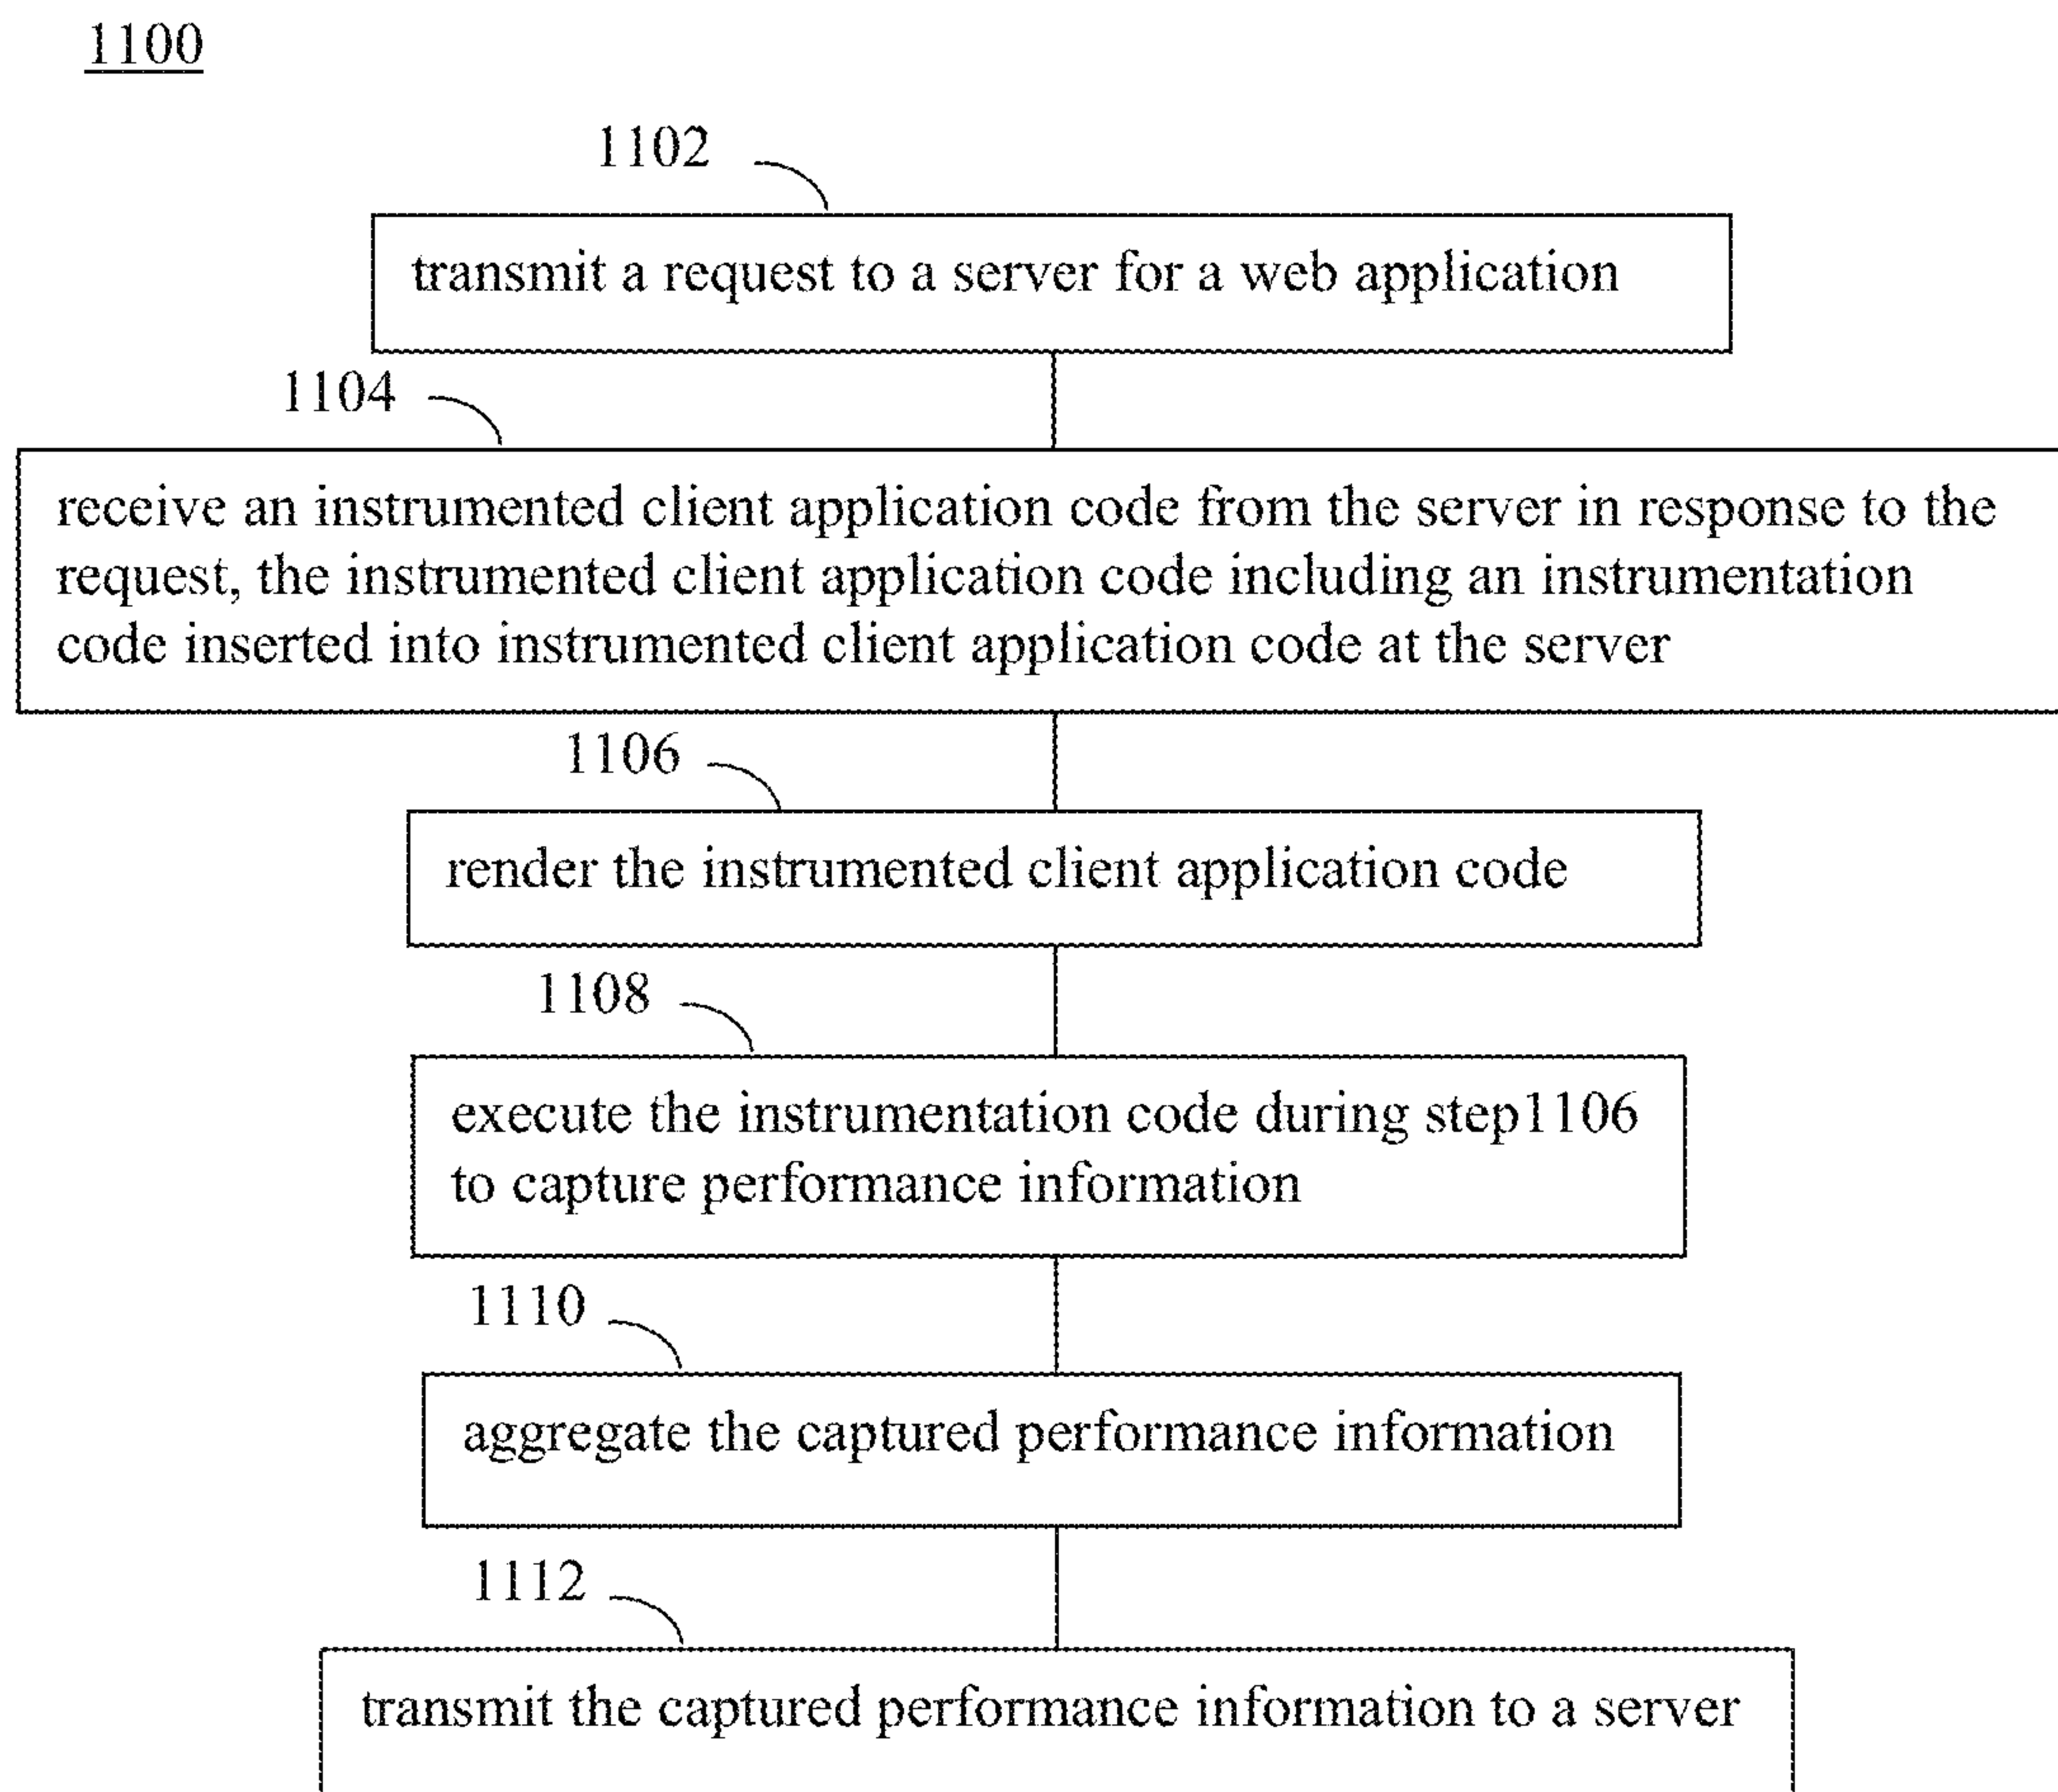 1100
1102
transmit a request to a server for a web application
1104
receive an instrumented client application code from the server in response to the
request, the instrumented client application code including an instrumentation
code inserted into instrumented client application code at the server
1106
render the instrumented client application code
1108
execute the instrumentation code during step1106
to capture performance information
1110
aggregate the captured performance information
1112
transmit the captured performance information to a server